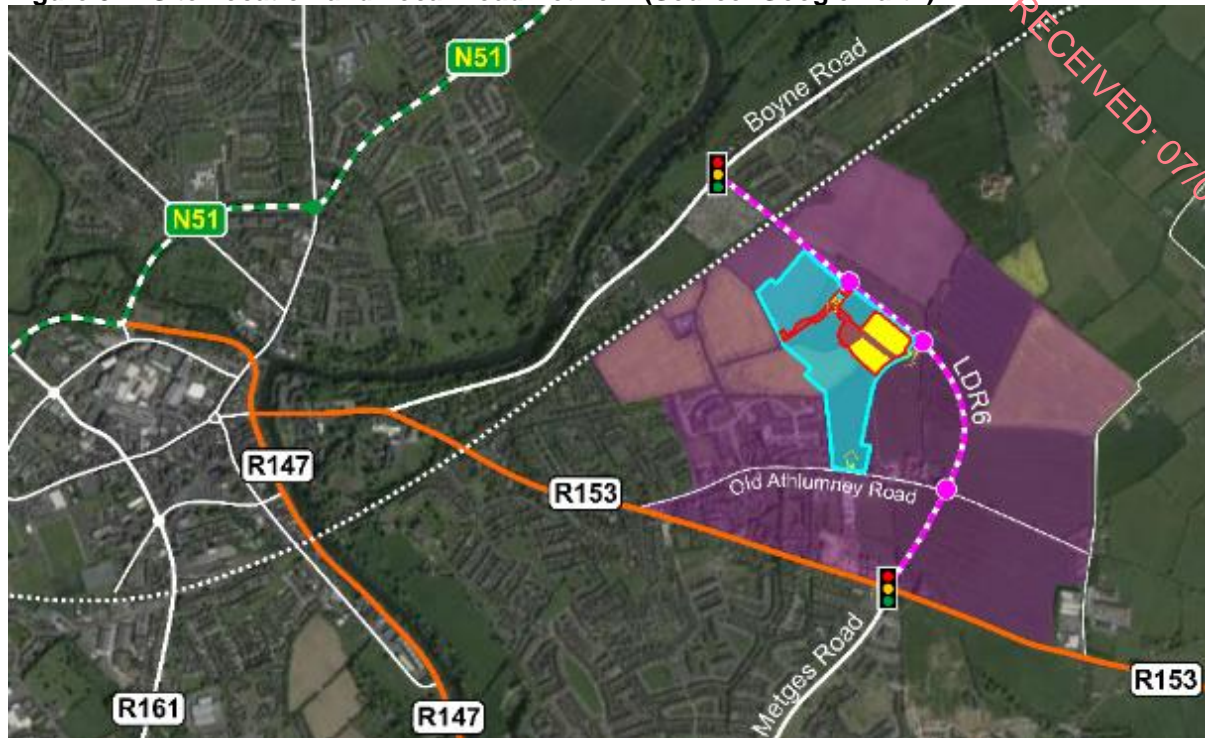 N51
N51
Boyne Road
RECEIVED: 07/0
LDR6
R147
R153
Old Athlumney Road
Metges Road
R161
R147
R153